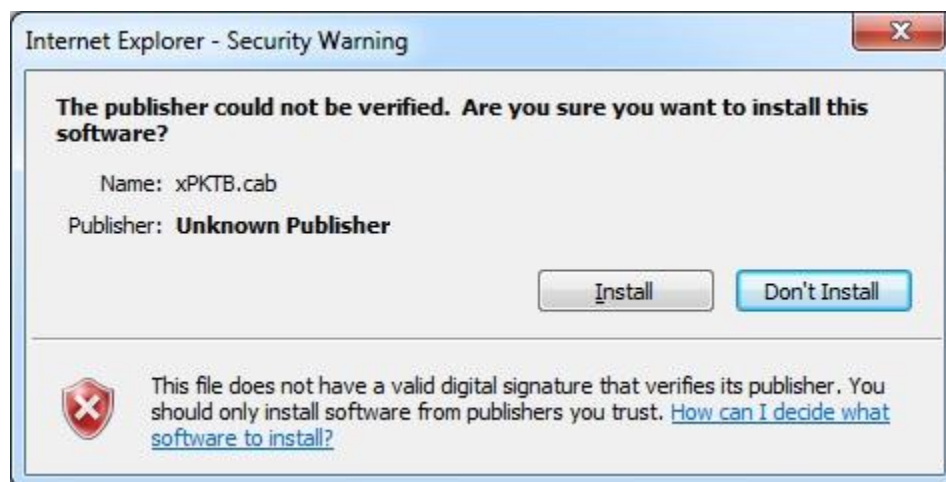 Internet Explorer - Security Warning
The publisher could not be verified.  Are you sure you want to install this
software?
Name: xPKTB.cab
Publisher: Unknown Publisher
Install
Don't Install
This file does not have a valid digital signature that verifies its publisher. You
should only install software from publishers you trust. How can I decide what
software to install?